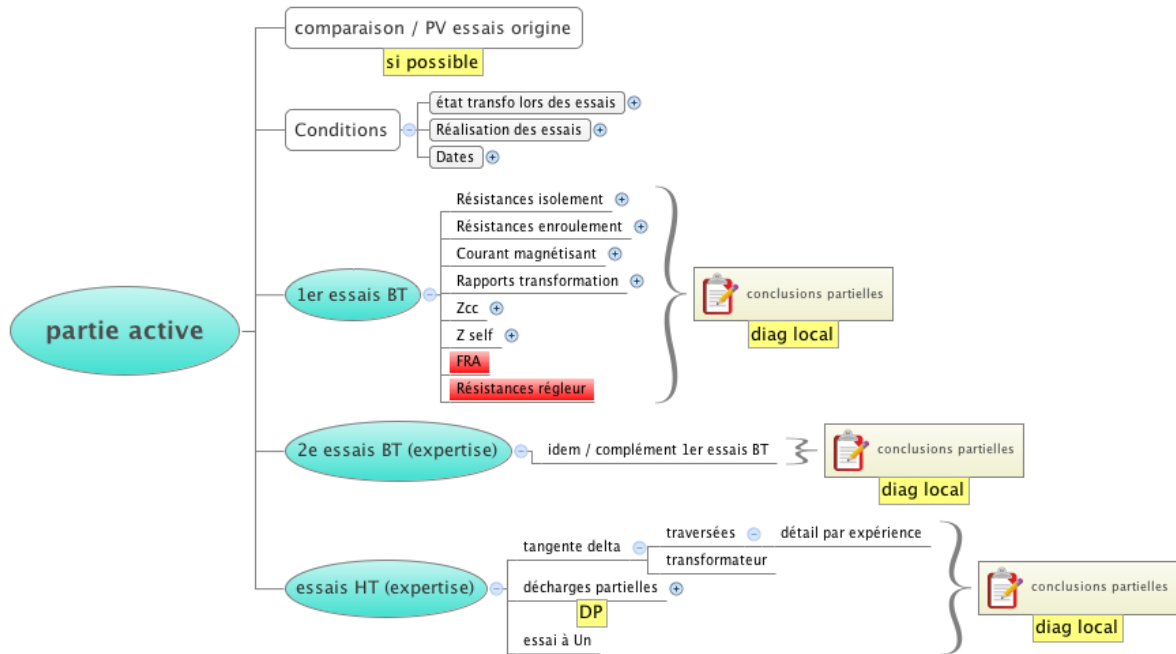 partie active
comparaison / PV essais origine
si possible
Conditions
état transfo lors des essais
Réalisation des essais
Dates
1er essais BT
Résistances isolement
Résistances enroulement
Courant magnétisant
Rapports transformation
Zcc
Z self
FRA
Résistances régleur
conclusions partielles
diag local
2e essais BT (expertise)
idem / complément 1er essais BT
conclusions partielles
diag local
essais HT (expertise)
tangente delta
traversées
détail par expérience
transformateur
décharges partielles
DP
essai à Un
conclusions partielles
diag local